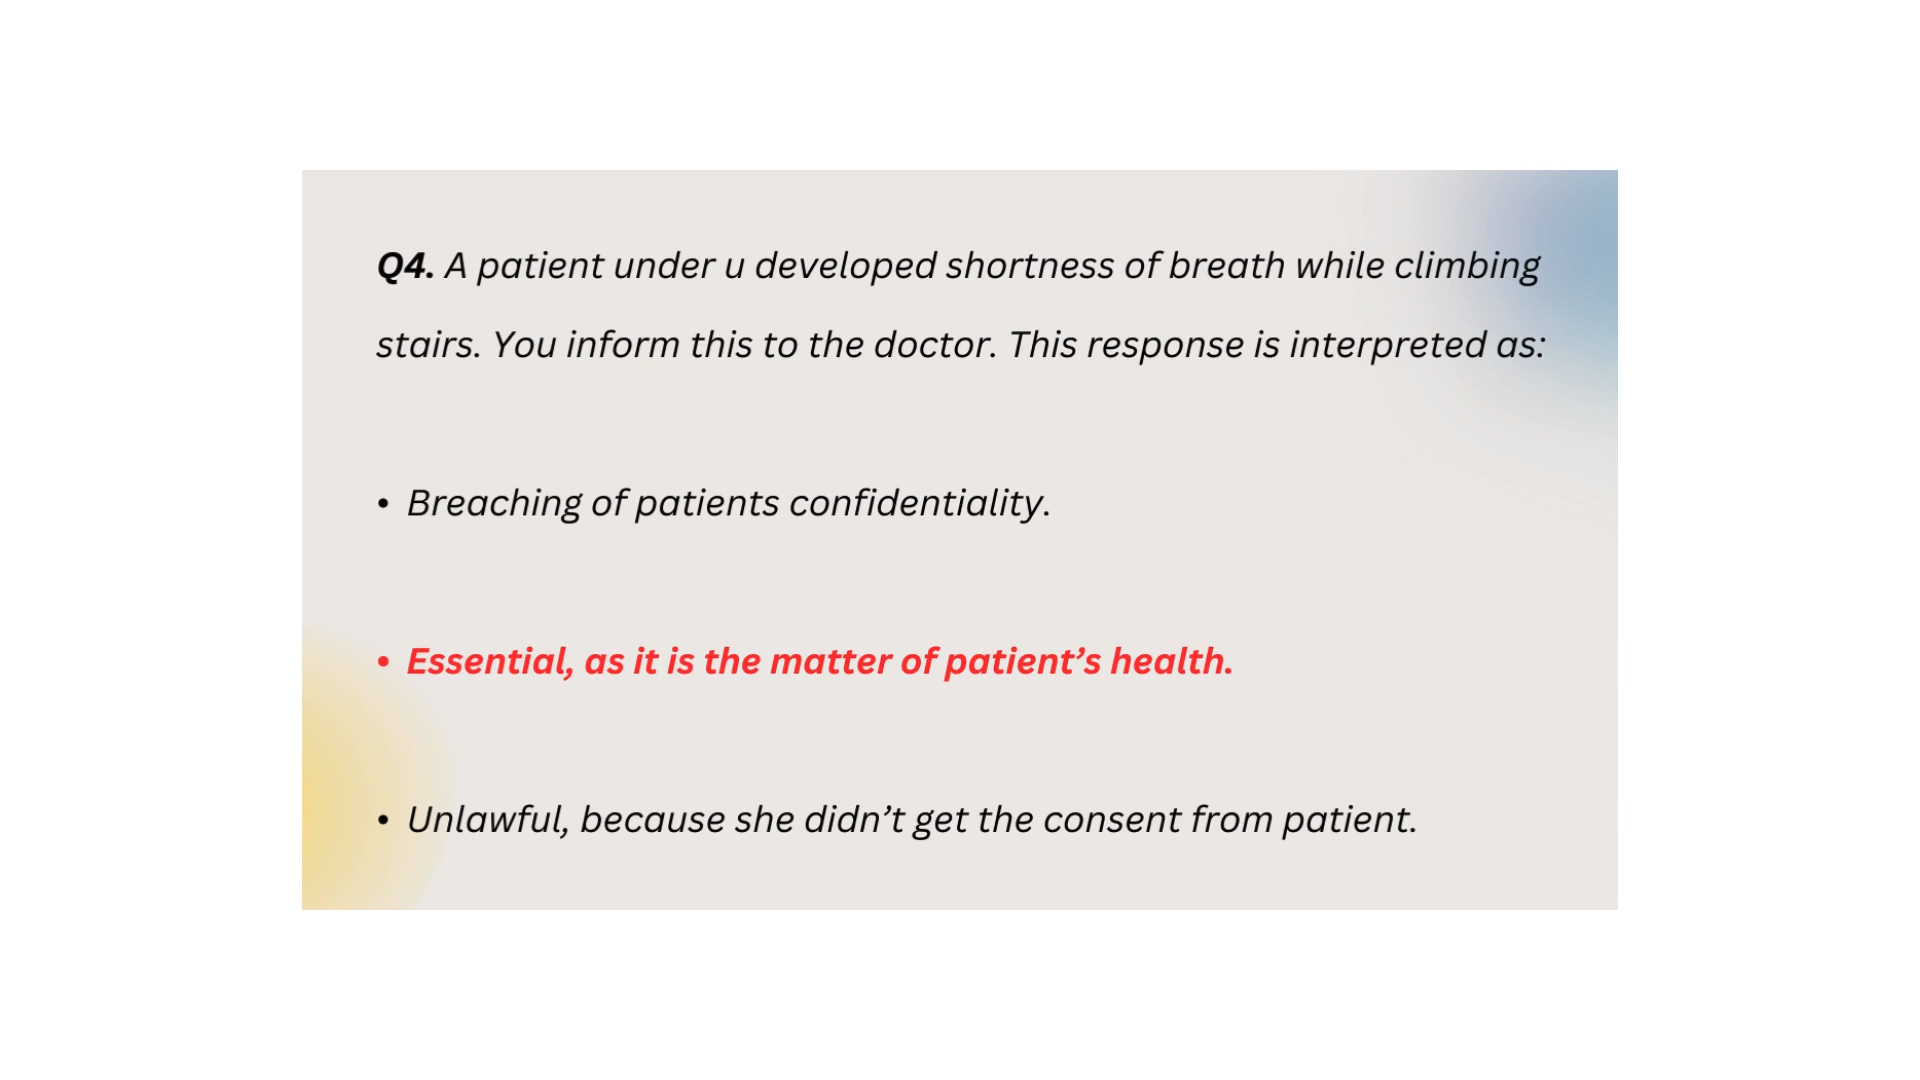 Q4. A patient under u developed shortness of breath while climbing
stairs. You inform this to the doctor. This response is interpreted as:
• Breaching of patients confidentiality.
• Essential, as it is the matter of patient’s health.
• Unlawful, because she didn’t get the consent from patient.